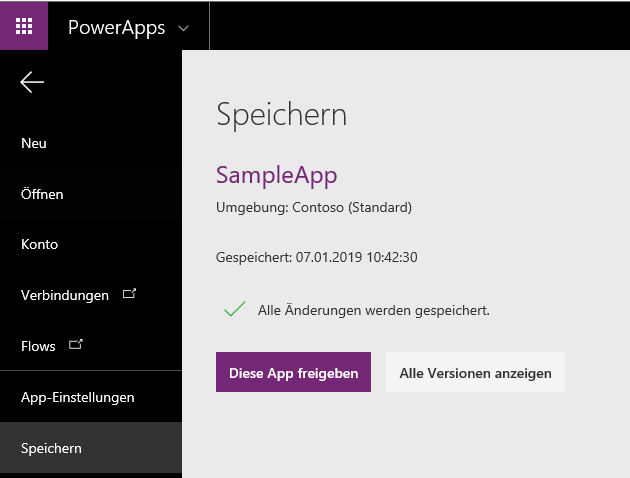 PowerApps
Neu
Öffnen
Konto
Verbindungen
Flows
App-Einstellungen
Speichern
Speichern
SampleApp
Umgebung: Contoso (Standard)
Gespeichert: 07.01.2019 10:42:30
Alle Änderungen werden gespeichert.
Diese App freigeben
Alle Versionen anzeigen